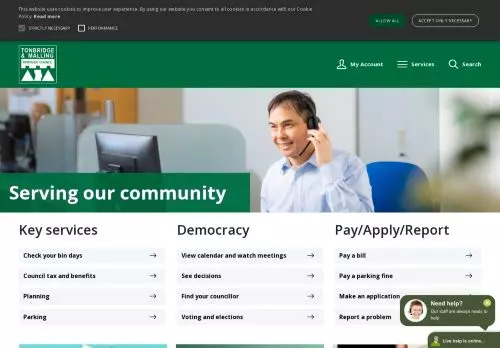 This website uses cookies to improve user experience. By using our website you consent to all cookies in accordance with our Cookie
Policy. Read more
STRICTLY NECESSARY PERFORMANCE
ALLOW ALL
ACCEPT ONLY NECESSARY
TONBRIDGE
& MALLING
BOROUGH COUNCIL
My Account
Services
Search
Serving our community
Key services
Check your bin days
Council tax and benefits
Planning
Parking
Democracy
View calendar and watch meetings
See decisions
Find your councillor
Voting and elections
Pay/Apply/Report
Pay a bill
Pay a parking fine
Make an application
Report a problem
Need help?
Our staff are always ready to
help
Live help is online...